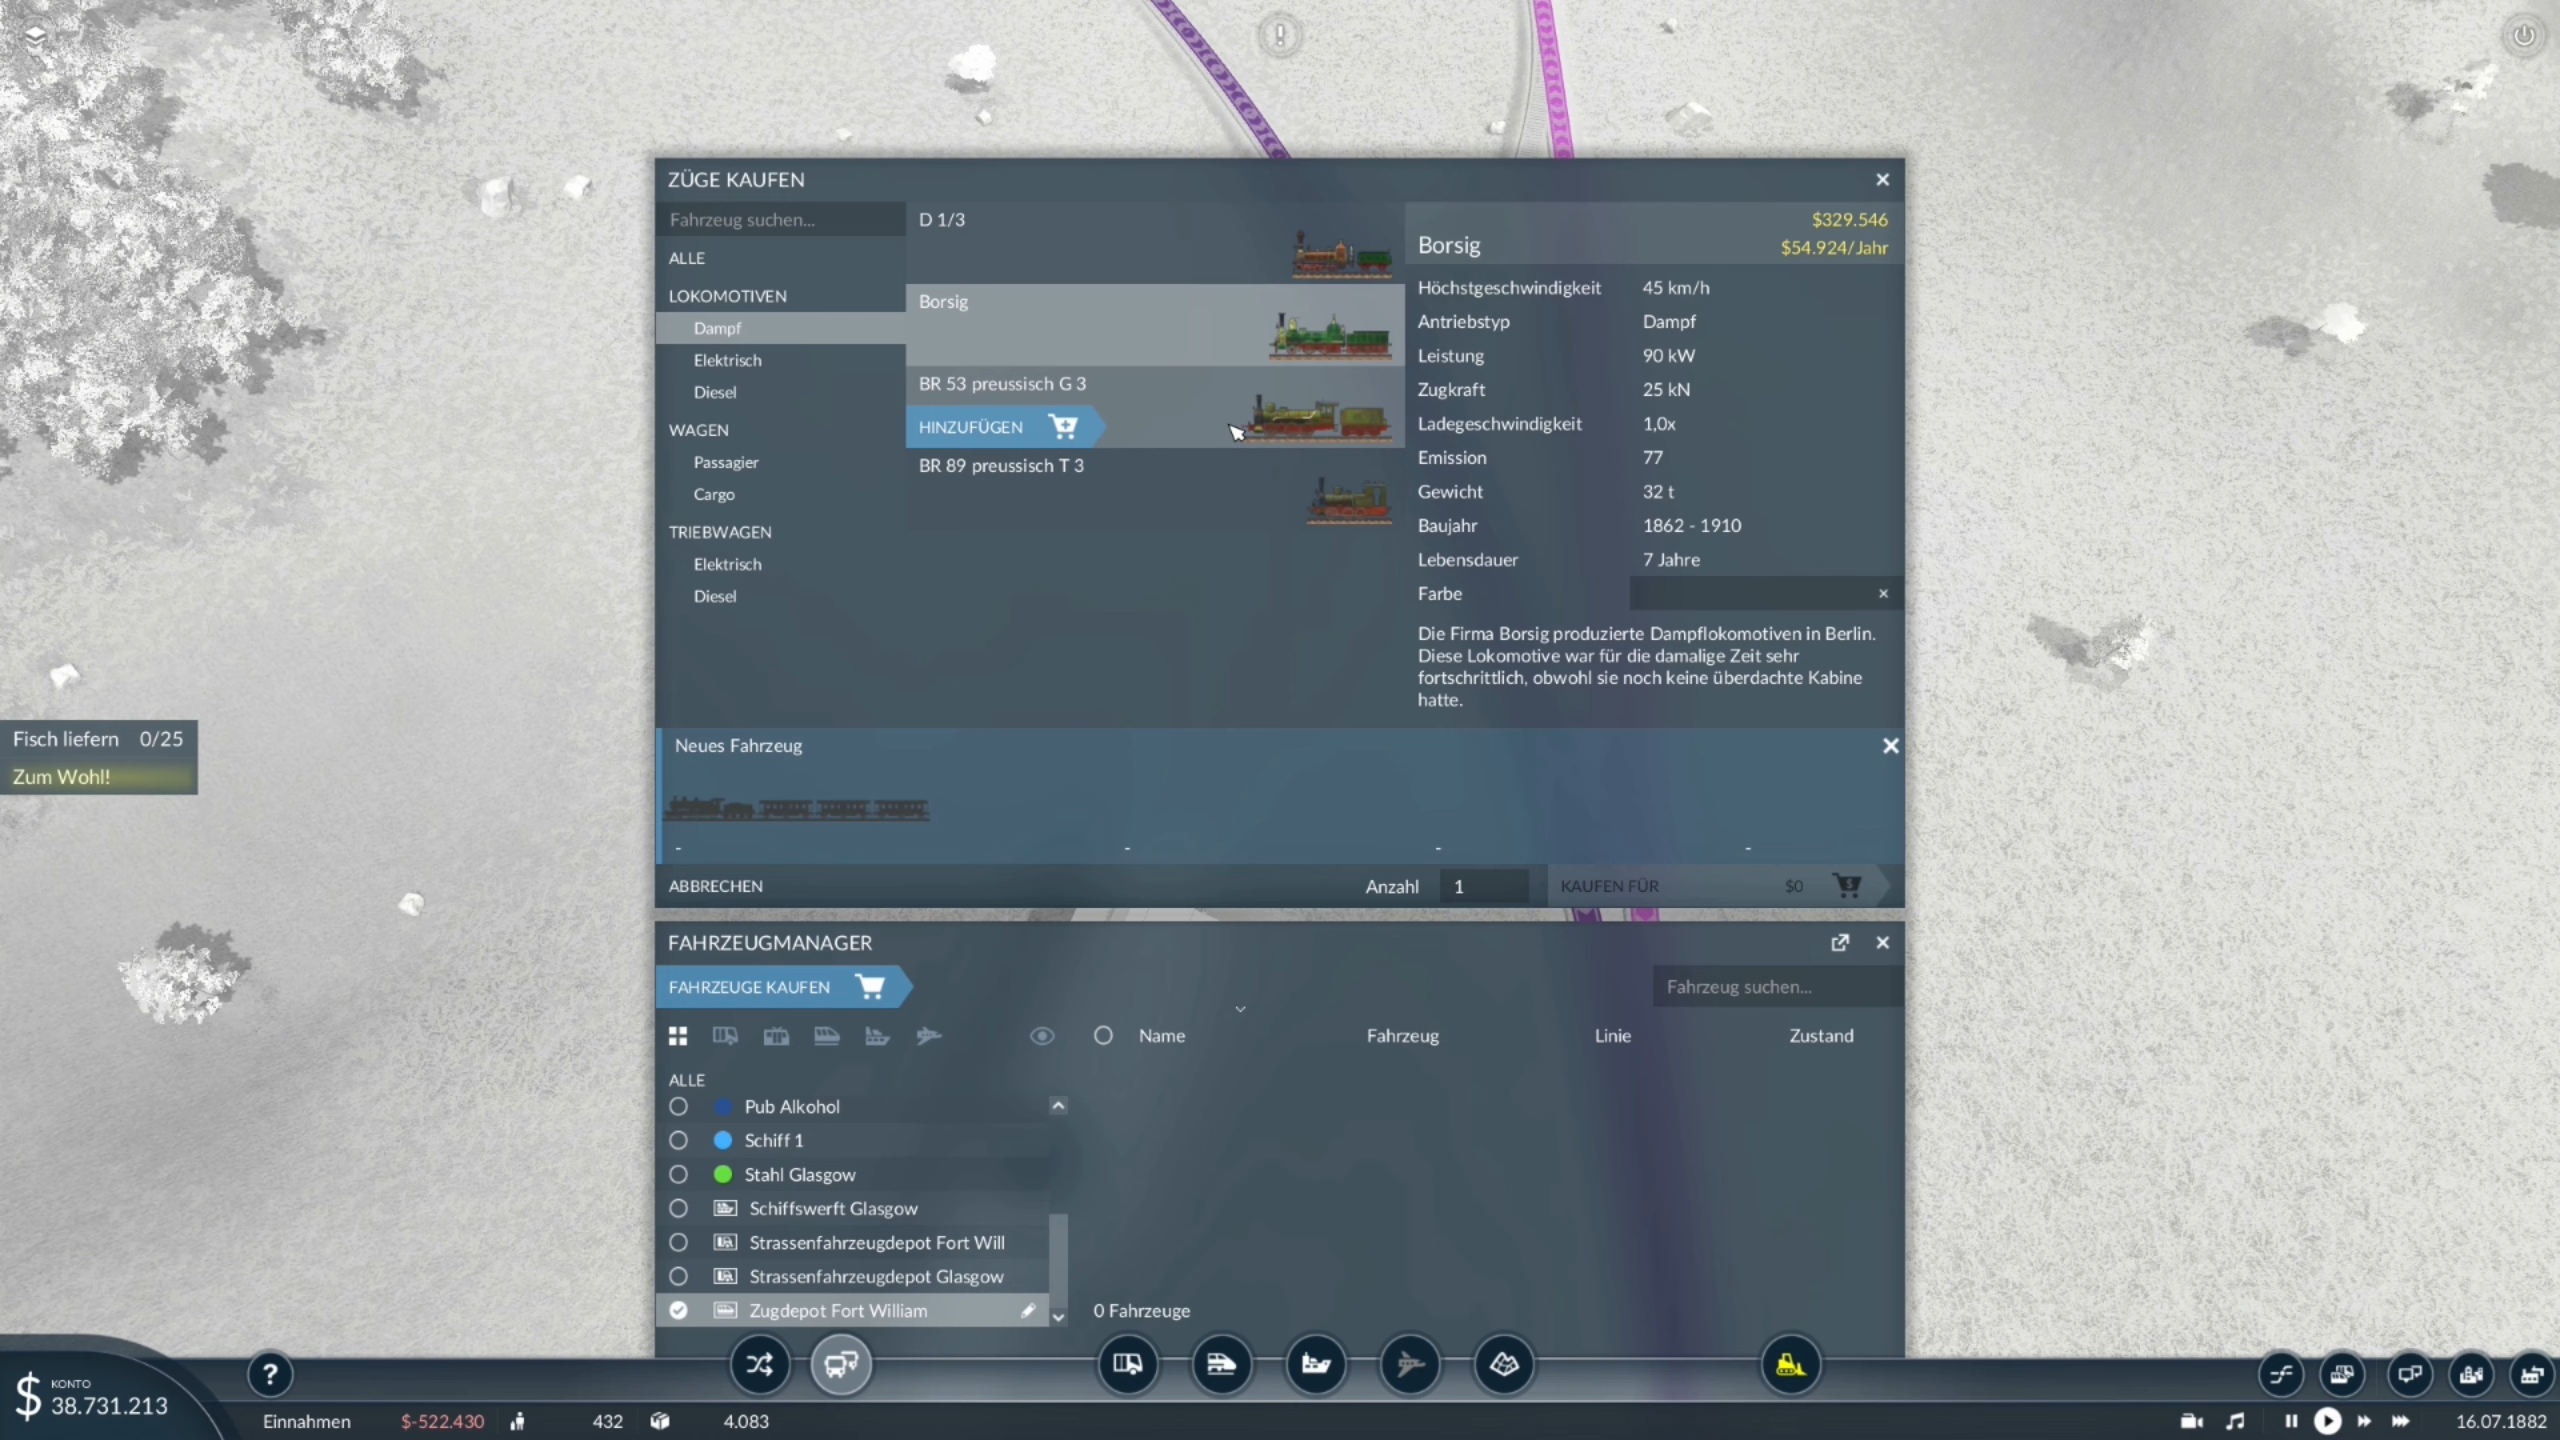 ZÜGE KAUFEN
Fahrzeug suchen...
ALLE
LOKOMOTIVEN
Dampf
Elektrisch
Diesel
WAGEN
Passagier
Cargo
TRIEBWAGEN
Elektrisch
Diesel
D 1/3
Borsig
BR 53 preussisch G 3
HINZUFÜGEN
BR 89 preussisch T 3
$329.546
Borsig
$54.924/Jahr
Höchstgeschwindigkeit 45 km/h
Antriebstyp Dampf
Leistung 90 kW
Zugkraft 25 kN
Ladegeschwindigkeit 1,0x
Emission 77
Gewicht 32 t
Baujahr 1862 - 1910
Lebensdauer 7 Jahre
Farbe
Die Firma Borsig produzierte Dampflokomotiven in Berlin.
Diese Lokomotive war für die damalige Zeit sehr
fortschrittlich, obwohl sie noch keine überdachte Kabine
hatte.
Fisch liefern 0/25
Zum Wohl!
Neues Fahrzeug
- - - -
ABBRECHEN Anzahl 1 KAUFEN FÜR $0
FAHRZEUGMANAGER
FAHRZEUGE KAUFEN Fahrzeug suchen...
Name Fahrzeug Linie Zustand
ALLE
Pub Alkohol
Schiff 1
Stahl Glasgow
Schiffswerft Glasgow
Strassenfahrzeugdepot Fort Will
Strassenfahrzeugdepot Glasgow
Zugdepot Fort William 0 Fahrzeuge
KONTO
$ 38.731.213
?
Einnahmen $-522.430 432 4.083 16.07.1882